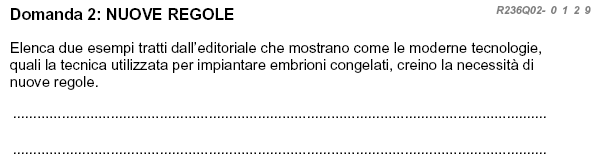 Domanda 2: NUOVE REGOLE
R236Q02- 0 1 2 9
Elenca due esempi tratti dall'editoriale che mostrano come le moderne tecnologie,
quali la tecnica utilizzata per impiantare embrioni congelati, creino la necessità di
nuove regole.